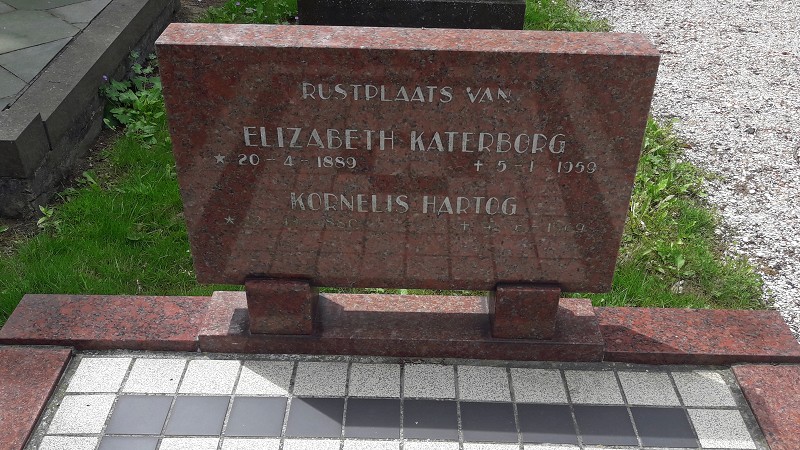 RUSTPLAATS VAN
ELIZABETH KATERBORG
* 20-4-1889 + 5-1-1959
KORNELIS HARTOG